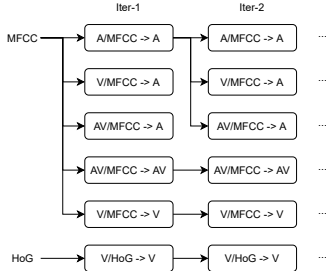 Iter-1 Iter-2
MFCC A/MFCC -> A A/MFCC -> A ...
V/MFCC -> A V/MFCC -> A ...
AV/MFCC -> A AV/MFCC -> A ...
AV/MFCC -> AV AV/MFCC -> AV ...
V/MFCC -> V V/MFCC -> V ...
HoG V/HoG -> V V/HoG -> V ...